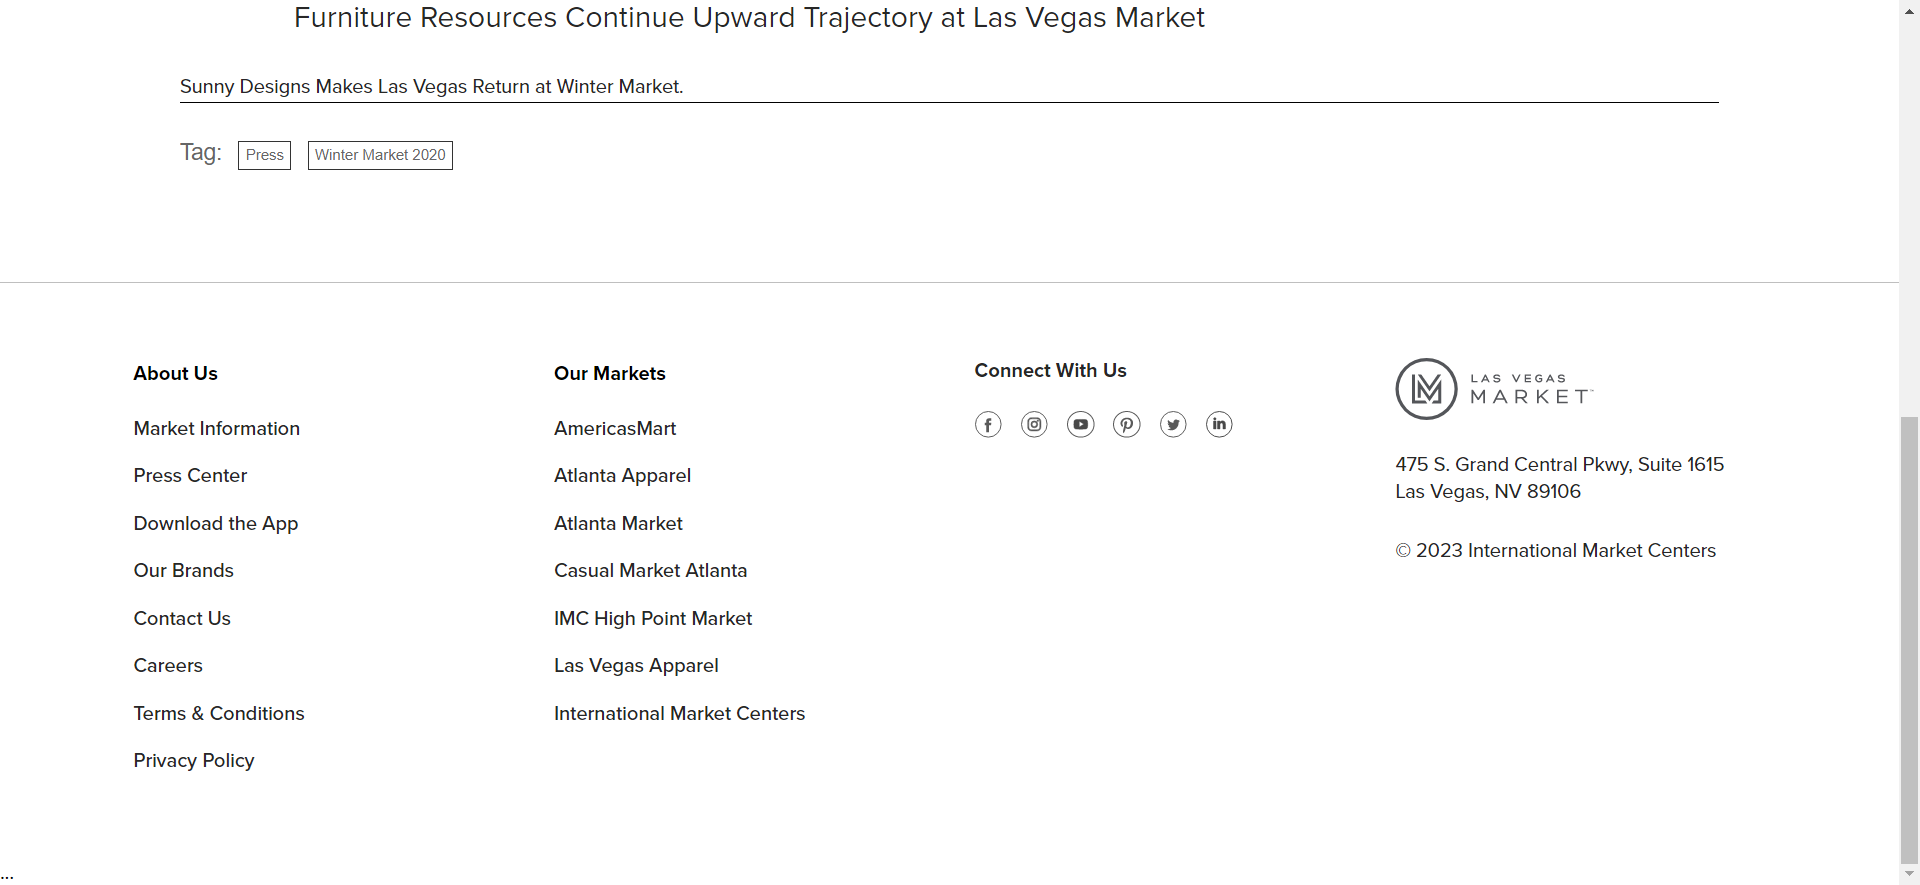 Furniture Resources Continue Upward Trajectory at Las Vegas Market
Sunny Designs Makes Las Vegas Return at Winter Market.
Tag: Press Winter Market 2020
About Us
Market Information
Press Center
Download the App
Our Brands
Contact Us
Careers
Terms & Conditions
Privacy Policy
Our Markets
AmericasMart
Atlanta Apparel
Atlanta Market
Casual Market Atlanta
IMC High Point Market
Las Vegas Apparel
International Market Centers
Connect With Us
LAS VEGAS
MARKET™
475 S. Grand Central Pkwy, Suite 1615
Las Vegas, NV 89106
© 2023 International Market Centers
...